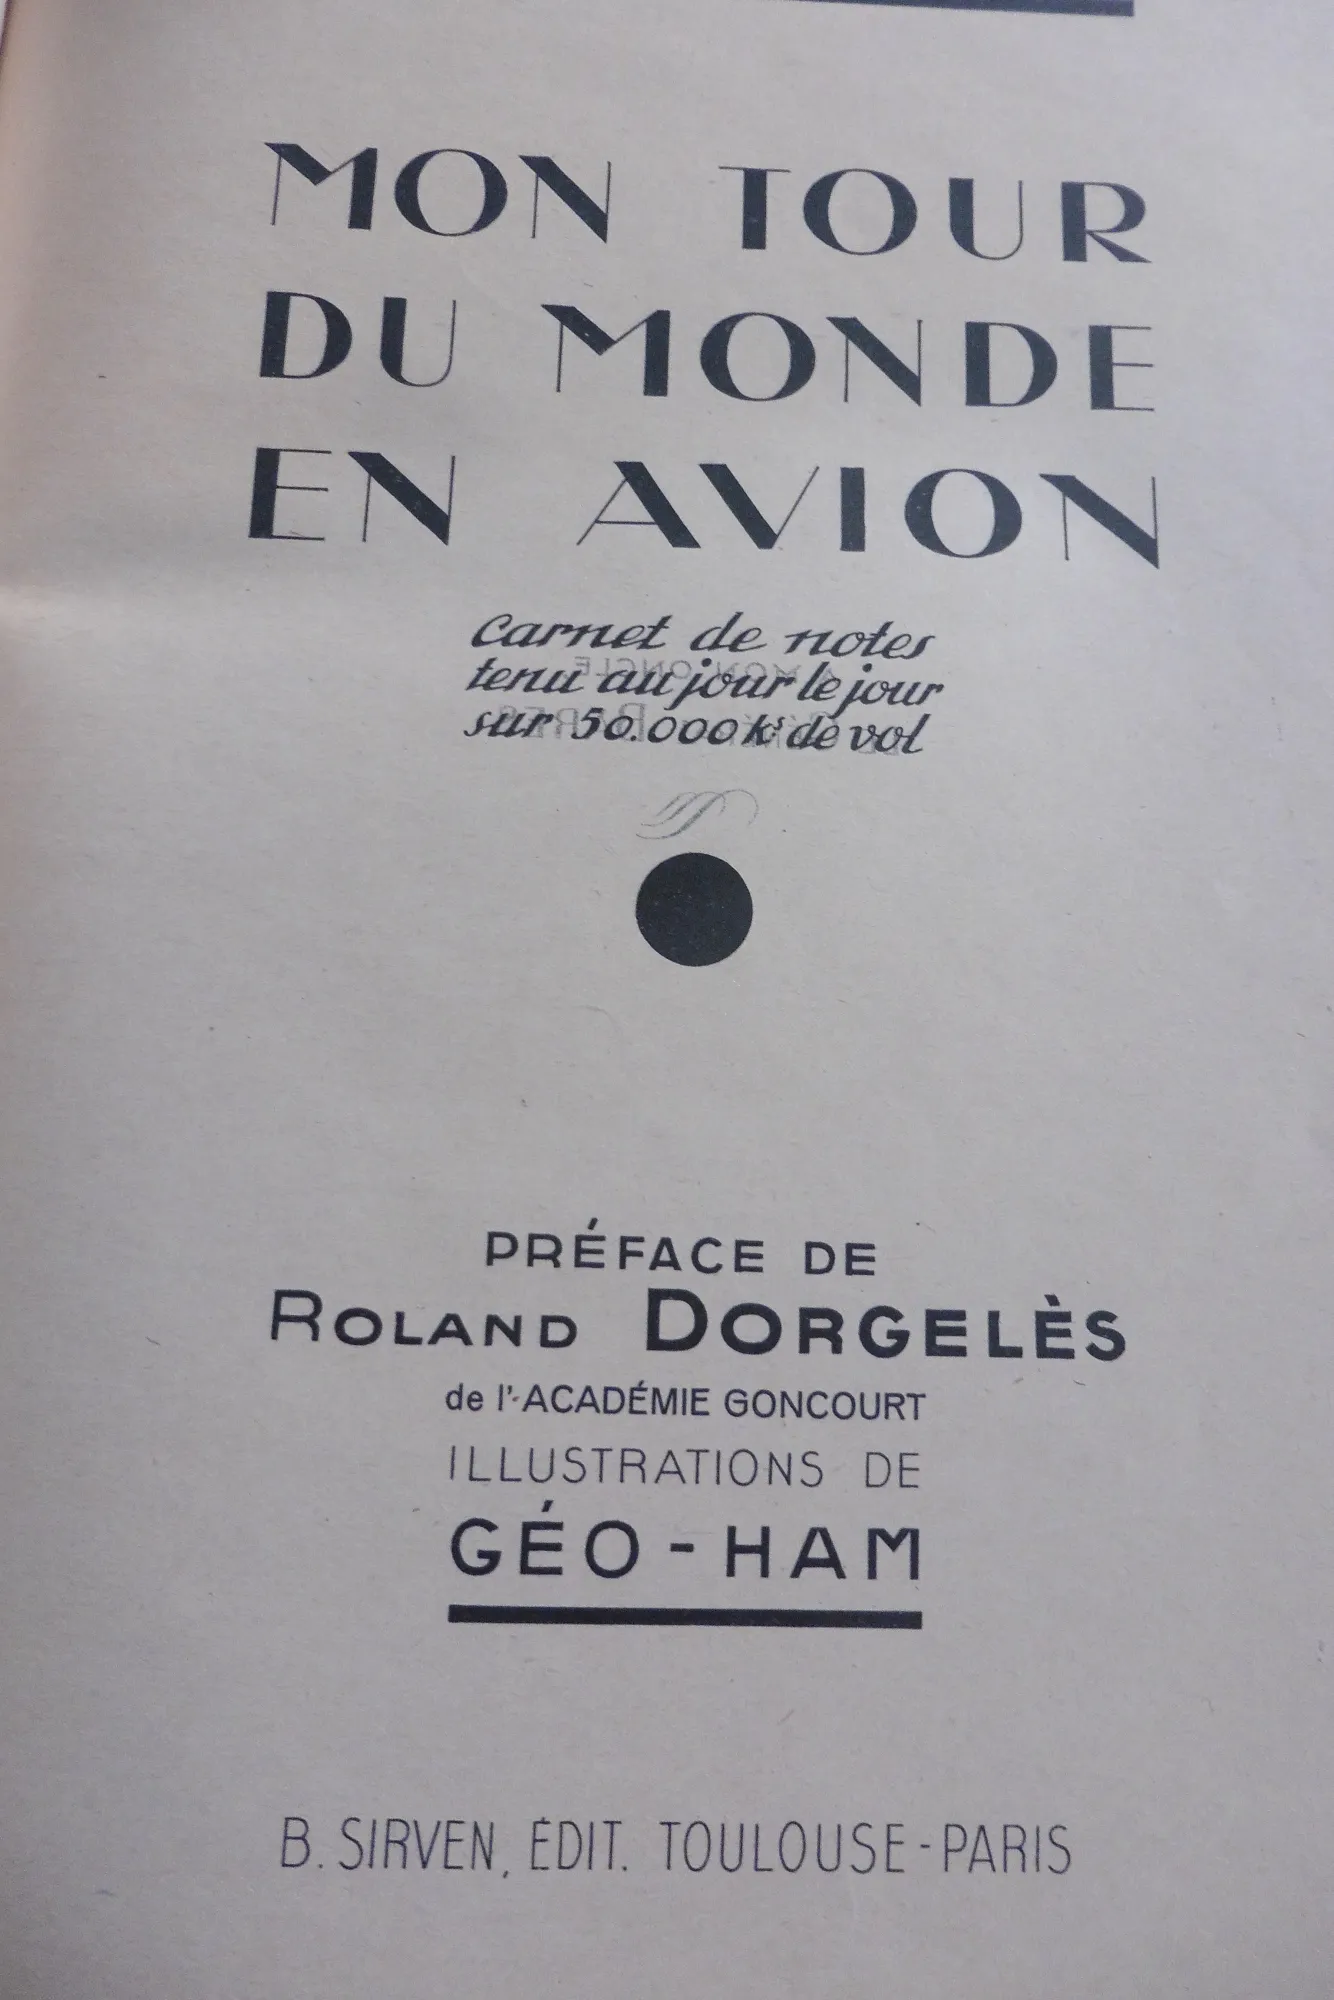 MON TOUR
DU MONDE
EN AVION
Carnet de notes
tenu au jour le jour
sur 50.000 ks de vol
PRÉFACE DE
ROLAND DORGELÈS
de l'ACADÉMIE GONCOURT
ILLUSTRATIONS DE
GÉO-HAM
B. SIRVEN, ÉDIT. TOULOUSE-PARIS